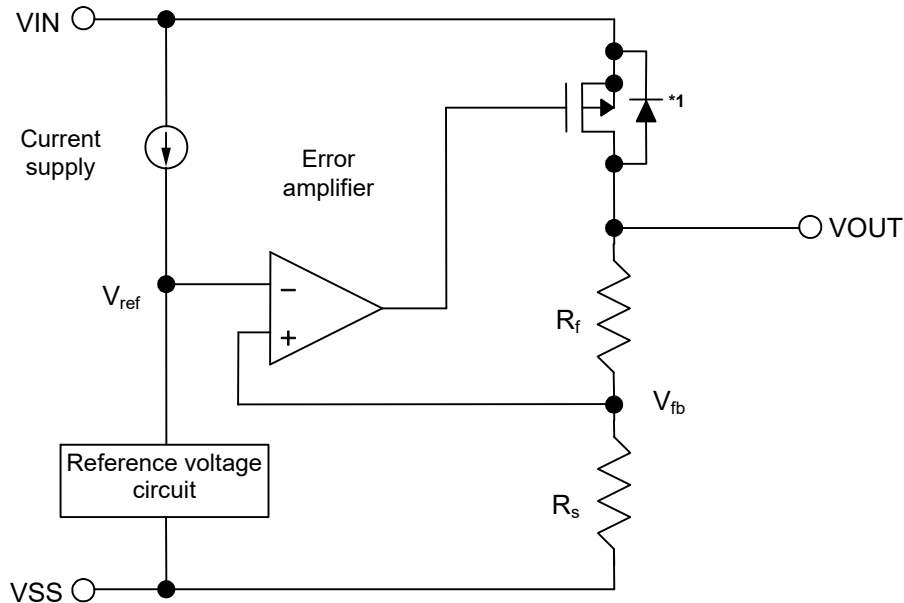 VIN
*1
Current
supply
Error
amplifier
VOUT
Vref
−
+
Rf
Vfb
Reference voltage
circuit
Rs
VSS